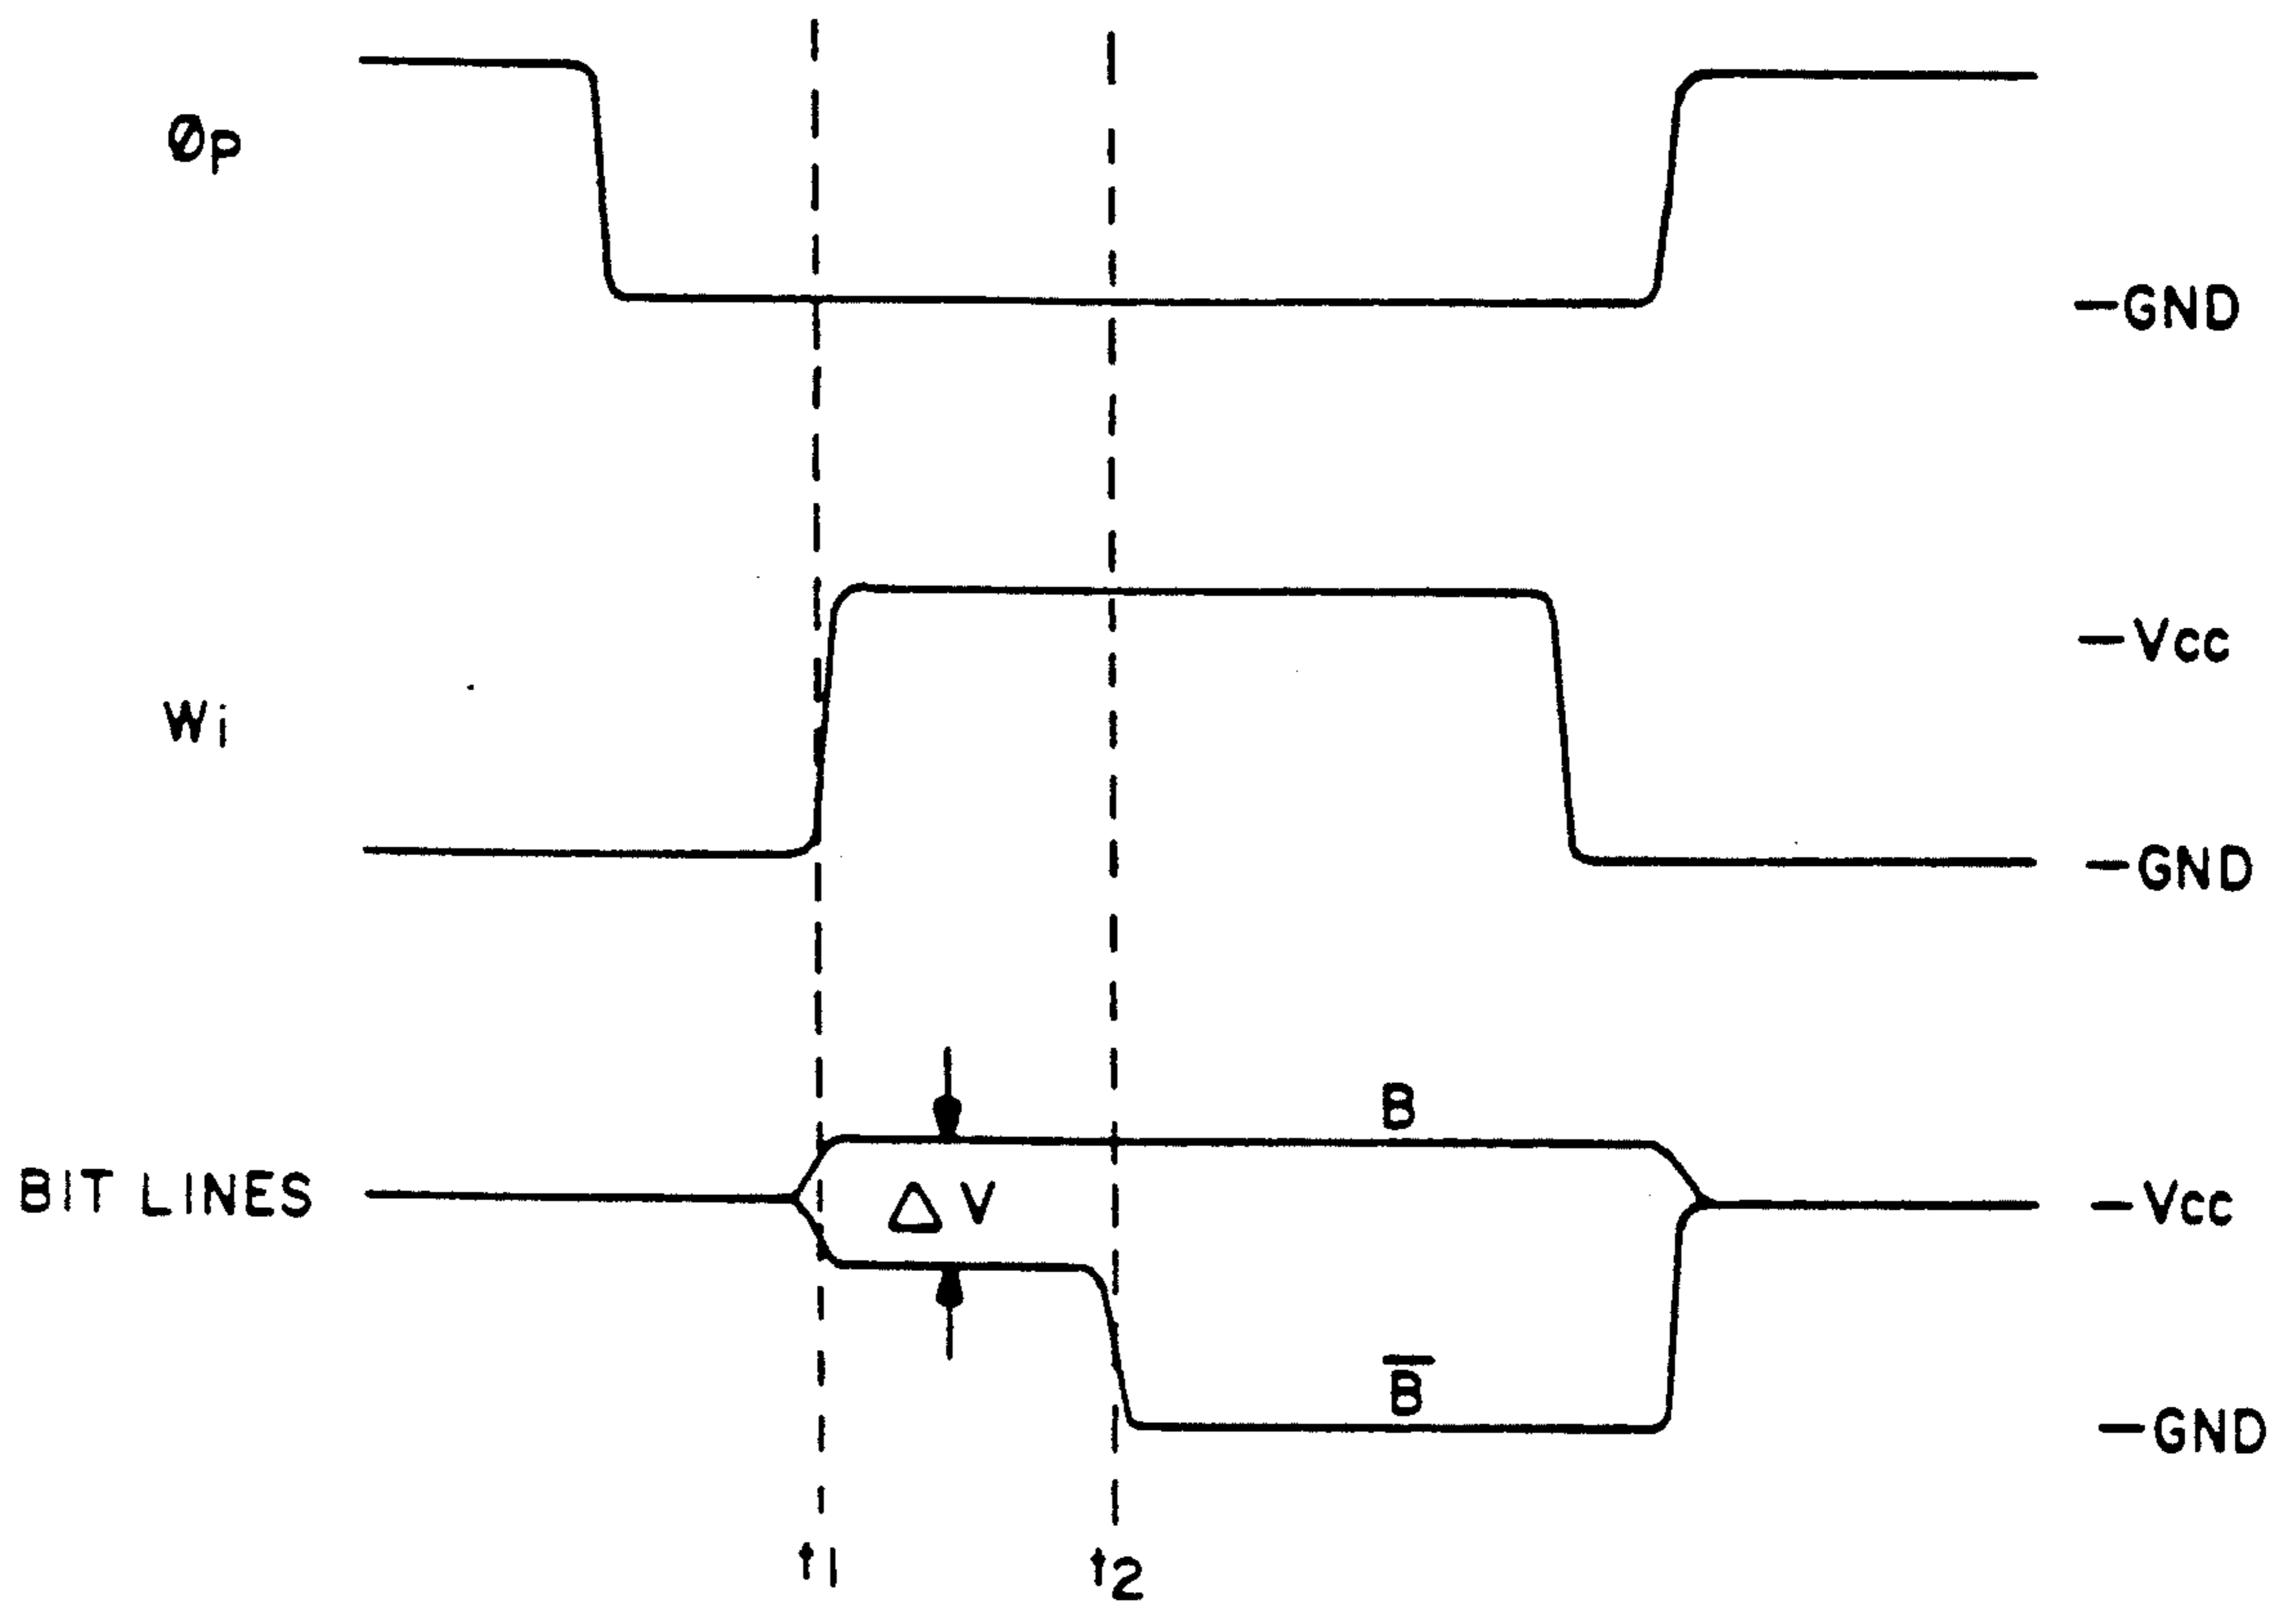 Øp
-GND
-Vcc
Wi
-GND
B
ΔV
BIT LINES
-Vcc
B̅
-GND
t1
t2